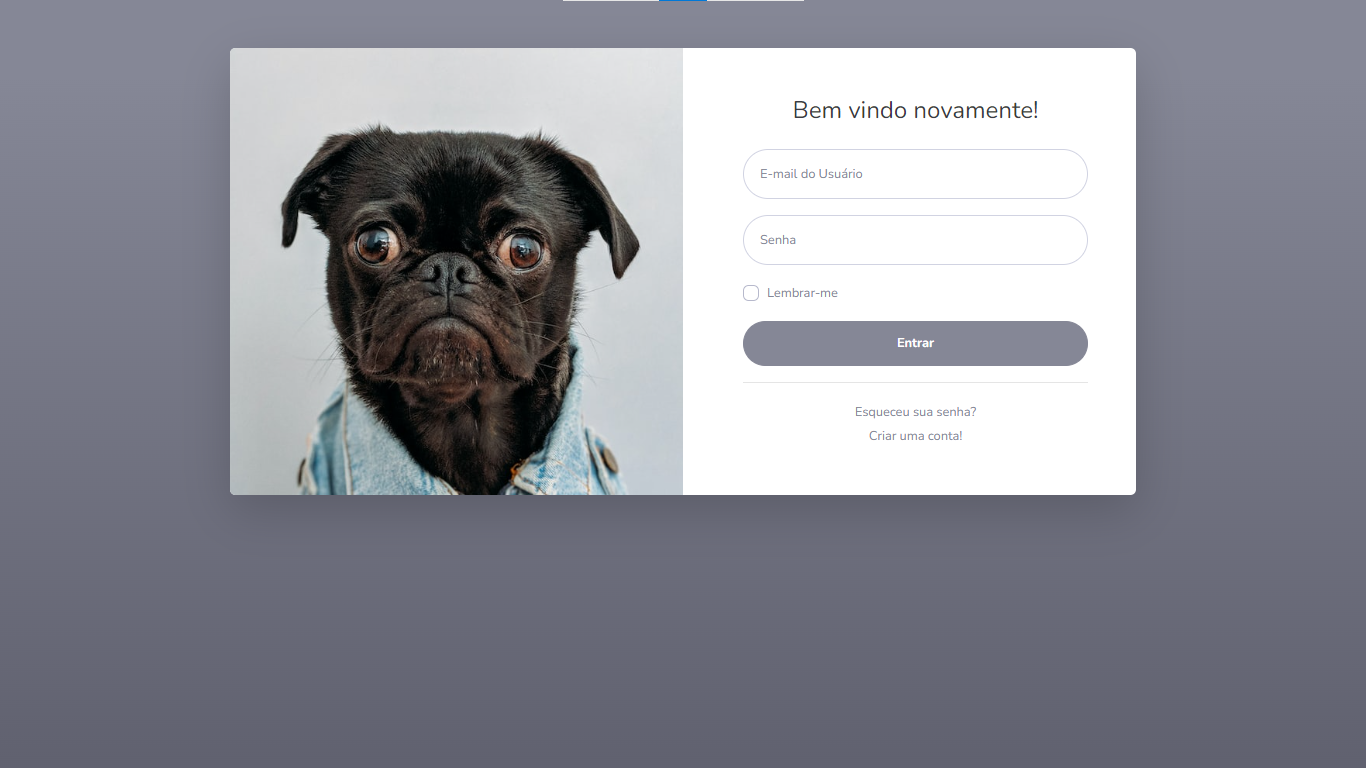 Bem vindo novamente!
E-mail do Usuário
Senha
Lembrar-me
Entrar
Esqueceu sua senha?
Criar uma conta!